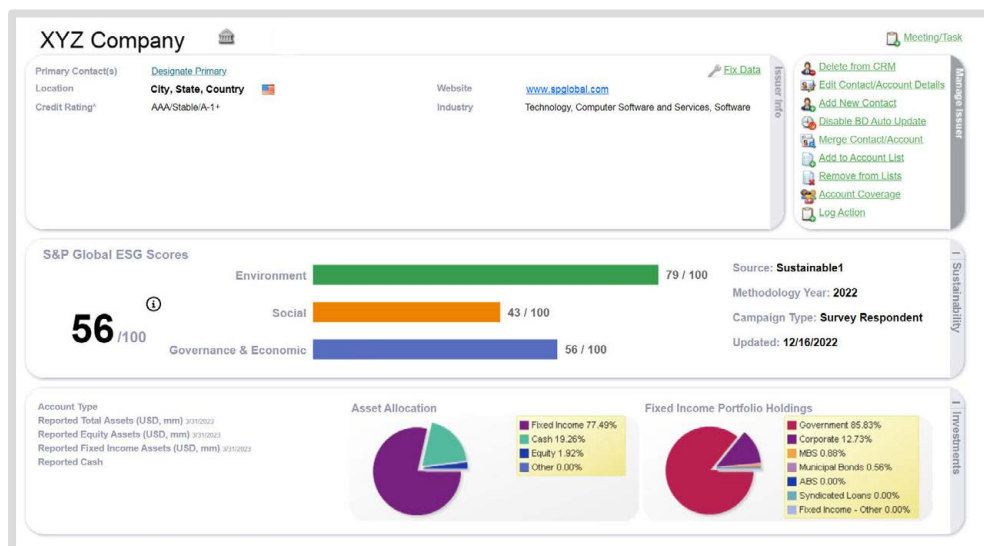 XYZ Company
Meeting/Task
Primary Contact(s) Designate Primary
Fix Data
Location City, State, Country
Website www.spglobal.com
Credit Rating* AAA/Stable/A-1+
Industry Technology, Computer Software and Services, Software
Issuer Info
Delete from CRM
Edit Contact/Account Details
Add New Contact
Disable BD Auto Update
Merge Contact/Account
Add to Account List
Remove from Lists
Account Coverage
Log Action
Manage Issuer
S&P Global ESG Scores
56 /100
Environment 79 / 100
Social 43 / 100
Governance & Economic 56 / 100
Source: Sustainable1
Methodology Year: 2022
Campaign Type: Survey Respondent
Updated: 12/16/2022
Sustainability
Account Type
Reported Total Assets (USD, mm) 3/31/2023
Reported Equity Assets (USD, mm) 3/31/2023
Reported Fixed Income Assets (USD, mm) 3/31/2023
Reported Cash
Asset Allocation
Fixed Income 77.49%
Cash 19.26%
Equity 1.92%
Other 0.00%
Fixed Income Portfolio Holdings
Government 85.83%
Corporate 12.73%
MBS 0.88%
Municipal Bonds 0.56%
ABS 0.00%
Syndicated Loans 0.00%
Fixed Income - Other 0.00%
Investments